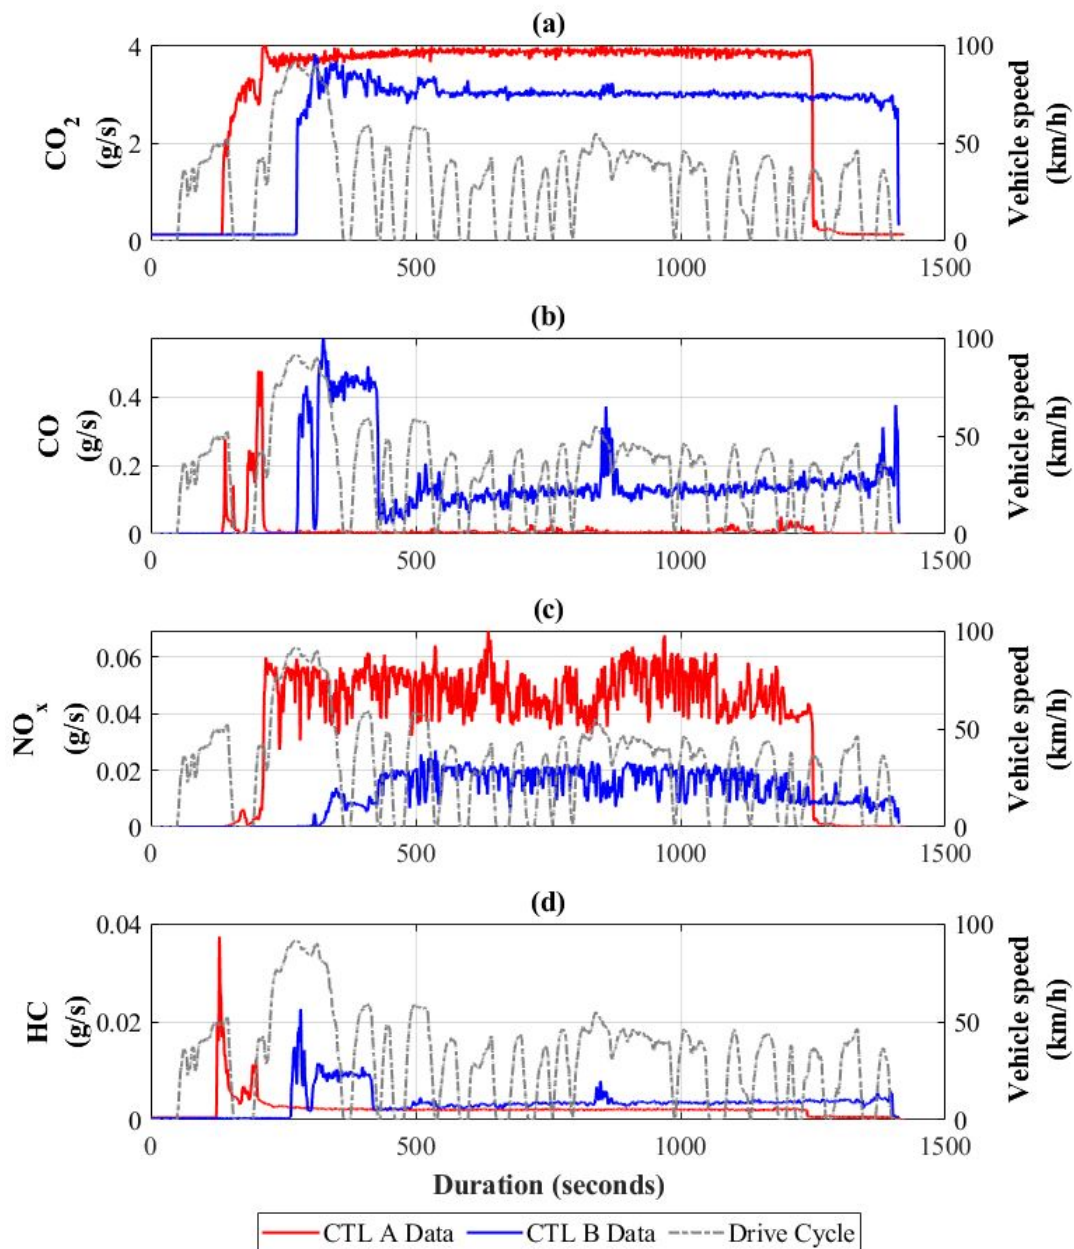 (a)
4
2
0
CO2
(g/s)
100
50
0
Vehicle speed
(km/h)
0 500 1000 1500
(b)
0.4
0.2
0
CO
(g/s)
100
50
0
Vehicle speed
(km/h)
0 500 1000 1500
(c)
0.06
0.04
0.02
0
NOx
(g/s)
100
50
0
Vehicle speed
(km/h)
0 500 1000 1500
(d)
0.04
0.02
0
HC
(g/s)
100
50
0
Vehicle speed
(km/h)
0 500 1000 1500
Duration (seconds)
CTL A Data CTL B Data Drive Cycle